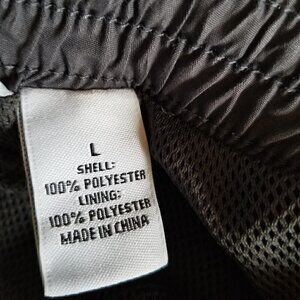 L
SHELL:
100% POLYESTER
LINING:
100% POLYESTER
MADE IN CHINA